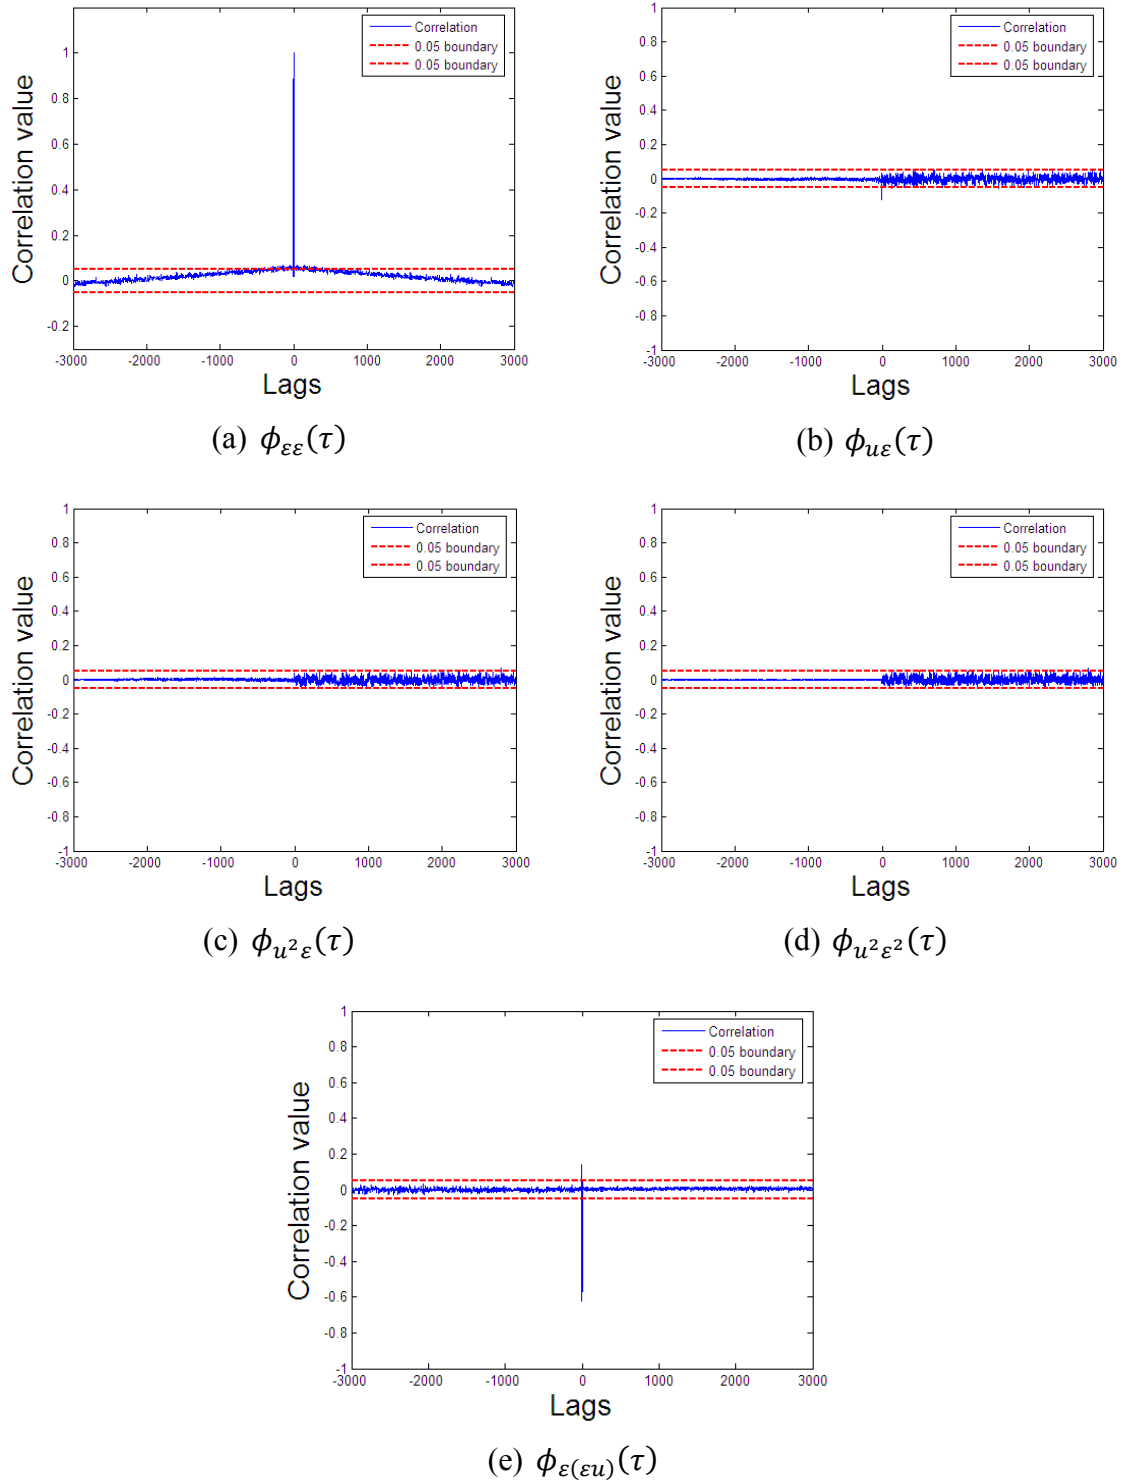 Correlation value
1
0.8
0.6
0.4
0.2
0
-0.2
-3000 -2000 -1000 0 1000 2000 3000
Lags
Correlation
0.05 boundary
0.05 boundary
(a) ϕεε(τ)
Correlation value
1
0.8
0.6
0.4
0.2
0
-0.2
-0.4
-0.6
-0.8
-1
-3000 -2000 -1000 0 1000 2000 3000
Lags
Correlation
0.05 boundary
0.05 boundary
(b) ϕuε(τ)
Correlation value
1
0.8
0.6
0.4
0.2
0
-0.2
-0.4
-0.6
-0.8
-1
-3000 -2000 -1000 0 1000 2000 3000
Lags
Correlation
0.05 boundary
0.05 boundary
(c) ϕu²ε(τ)
Correlation value
1
0.8
0.6
0.4
0.2
0
-0.2
-0.4
-0.6
-0.8
-1
-3000 -2000 -1000 0 1000 2000 3000
Lags
Correlation
0.05 boundary
0.05 boundary
(d) ϕu²ε²(τ)
Correlation value
1
0.8
0.6
0.4
0.2
0
-0.2
-0.4
-0.6
-0.8
-1
-3000 -2000 -1000 0 1000 2000 3000
Lags
Correlation
0.05 boundary
0.05 boundary
(e) ϕε(εu)(τ)